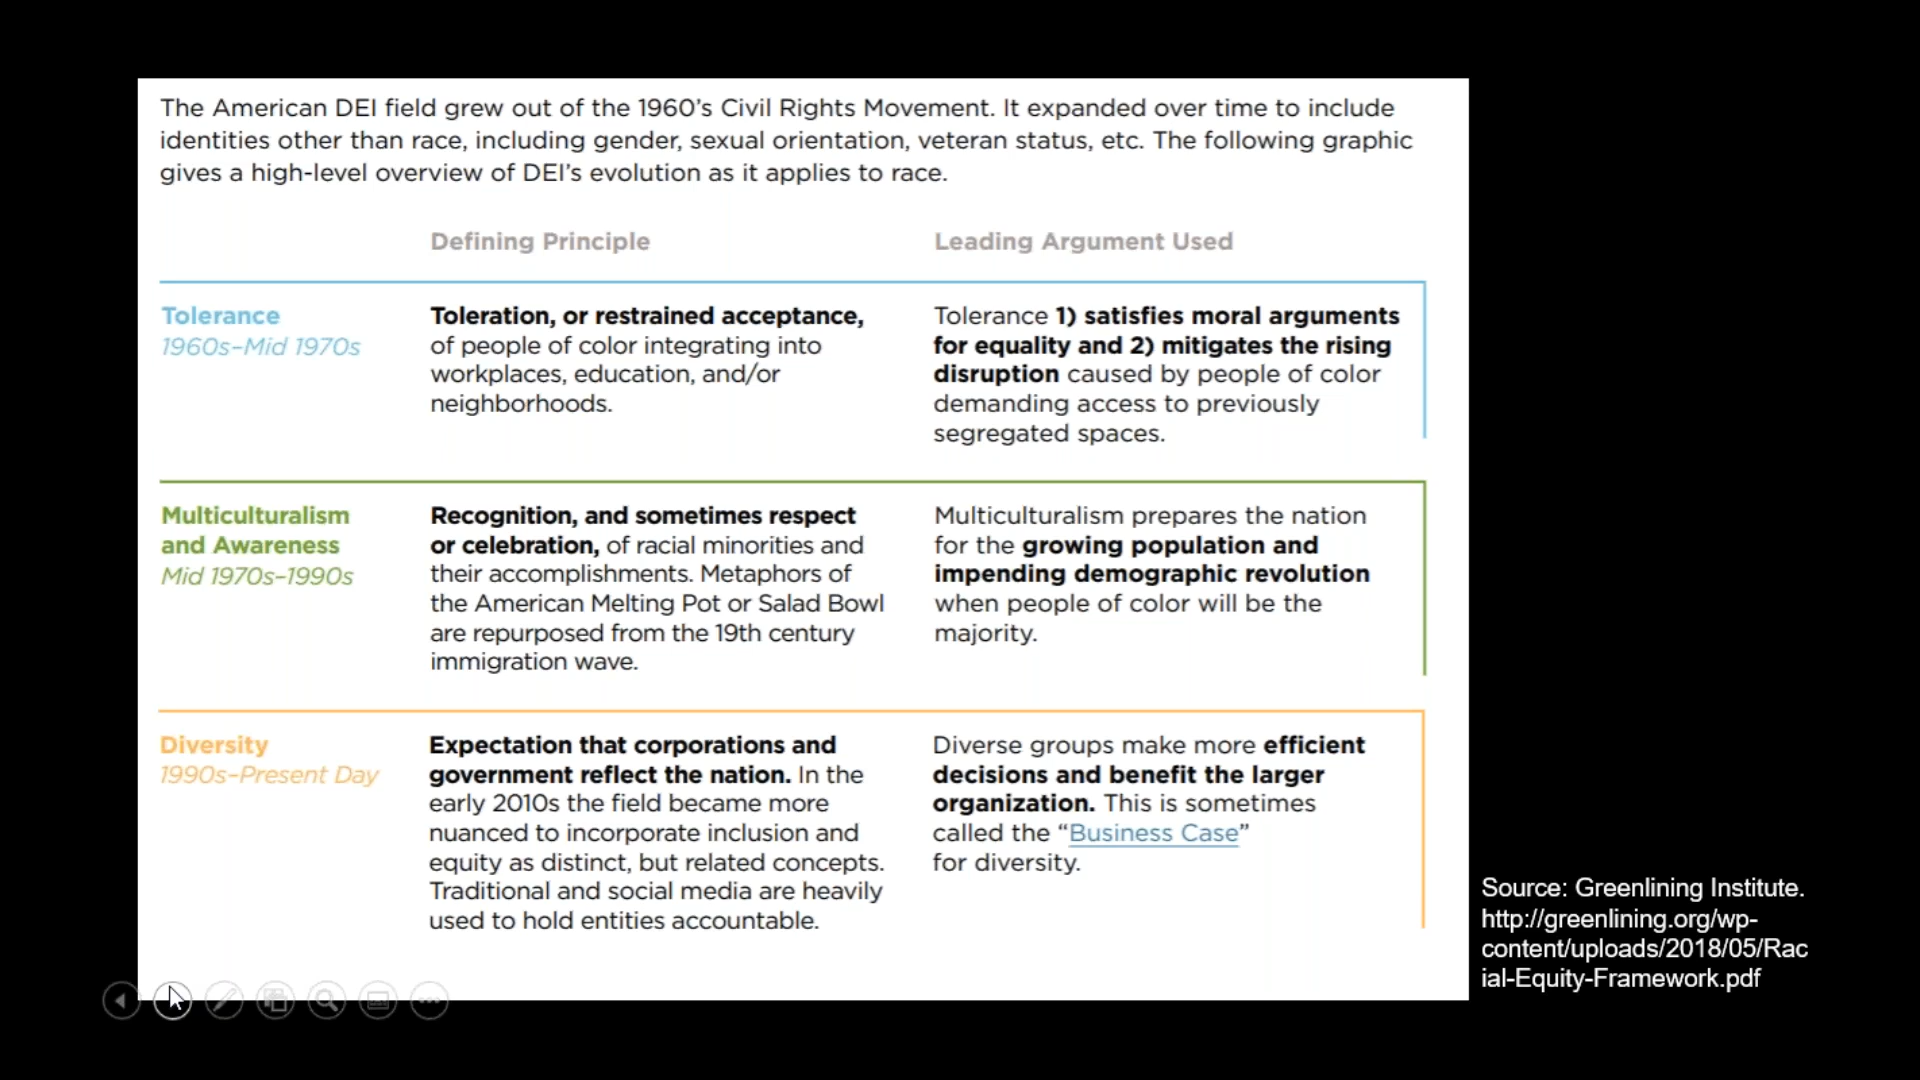 The American DEI field grew out of the 1960's Civil Rights Movement. It expanded over time to include
identities other than race, including gender, sexual orientation, veteran status, etc. The following graphic
gives a high-level overview of DEI's evolution as it applies to race.
Defining Principle
Leading Argument Used
Tolerance
1960s–Mid 1970s
Toleration, or restrained acceptance,
of people of color integrating into
workplaces, education, and/or
neighborhoods.
Tolerance 1) satisfies moral arguments
for equality and 2) mitigates the rising
disruption caused by people of color
demanding access to previously
segregated spaces.
Multiculturalism
and Awareness
Mid 1970s–1990s
Recognition, and sometimes respect
or celebration, of racial minorities and
their accomplishments. Metaphors of
the American Melting Pot or Salad Bowl
are repurposed from the 19th century
immigration wave.
Multiculturalism prepares the nation
for the growing population and
impending demographic revolution
when people of color will be the
majority.
Diversity
1990s–Present Day
Expectation that corporations and
government reflect the nation. In the
early 2010s the field became more
nuanced to incorporate inclusion and
equity as distinct, but related concepts.
Traditional and social media are heavily
used to hold entities accountable.
Diverse groups make more efficient
decisions and benefit the larger
organization. This is sometimes
called the “Business Case”
for diversity.
Source: Greenlining Institute.
http://greenlining.org/wp-
content/uploads/2018/05/Rac
ial-Equity-Framework.pdf